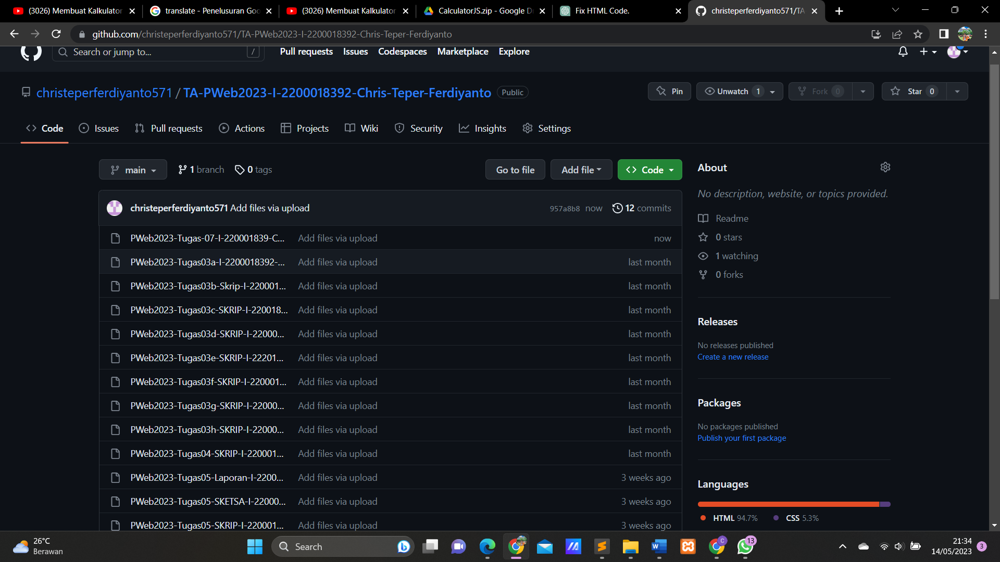 (3026) Membuat Kalkulator
translate - Penelusuran Goo
(3026) Membuat Kalkulator
CalculatorJS.zip - Google D
Fix HTML Code.
christeperferdiyanto571/TA
github.com/christeperferdiyanto571/TA-PWeb2023-I-2200018392-Chris-Teper-Ferdiyanto
Search or jump to... /
Pull requests Issues Codespaces Marketplace Explore
christeperferdiyanto571 / TA-PWeb2023-I-2200018392-Chris-Teper-Ferdiyanto Public
Pin Unwatch 1 Fork 0 Star 0
Code Issues Pull requests Actions Projects Wiki Security Insights Settings
main 1 branch 0 tags Go to file Add file Code
christeperferdiyanto571 Add files via upload 957a8b8 now 12 commits
PWeb2023-Tugas-07-I-220001839-C... Add files via upload now
PWeb2023-Tugas03a-I-2200018392-... Add files via upload last month
PWeb2023-Tugas03b-Skrip-I-220001... Add files via upload last month
PWeb2023-Tugas03c-SKRIP-I-220018... Add files via upload last month
PWeb2023-Tugas03d-SKRIP-I-22000... Add files via upload last month
PWeb2023-Tugas03e-SKRIP-I-22201... Add files via upload last month
PWeb2023-Tugas03f-SKRIP-I-220001... Add files via upload last month
PWeb2023-Tugas03g-SKRIP-I-22000... Add files via upload last month
PWeb2023-Tugas03h-SKRIP-I-22000... Add files via upload last month
PWeb2023-Tugas04-SKRIP-I-220001... Add files via upload last month
PWeb2023-Tugas05-Laporan-I-2200... Add files via upload 3 weeks ago
PWeb2023-Tugas05-SKETSA-I-22000... Add files via upload 3 weeks ago
PWeb2023-Tugas05-SKRIP-I-220001... Add files via upload 3 weeks ago
About
No description, website, or topics provided.
Readme
0 stars
1 watching
0 forks
Releases
No releases published
Create a new release
Packages
No packages published
Publish your first package
Languages
HTML 94.7% CSS 5.3%
26°C
Berawan
Search
C
13
21:34
14/05/2023
3